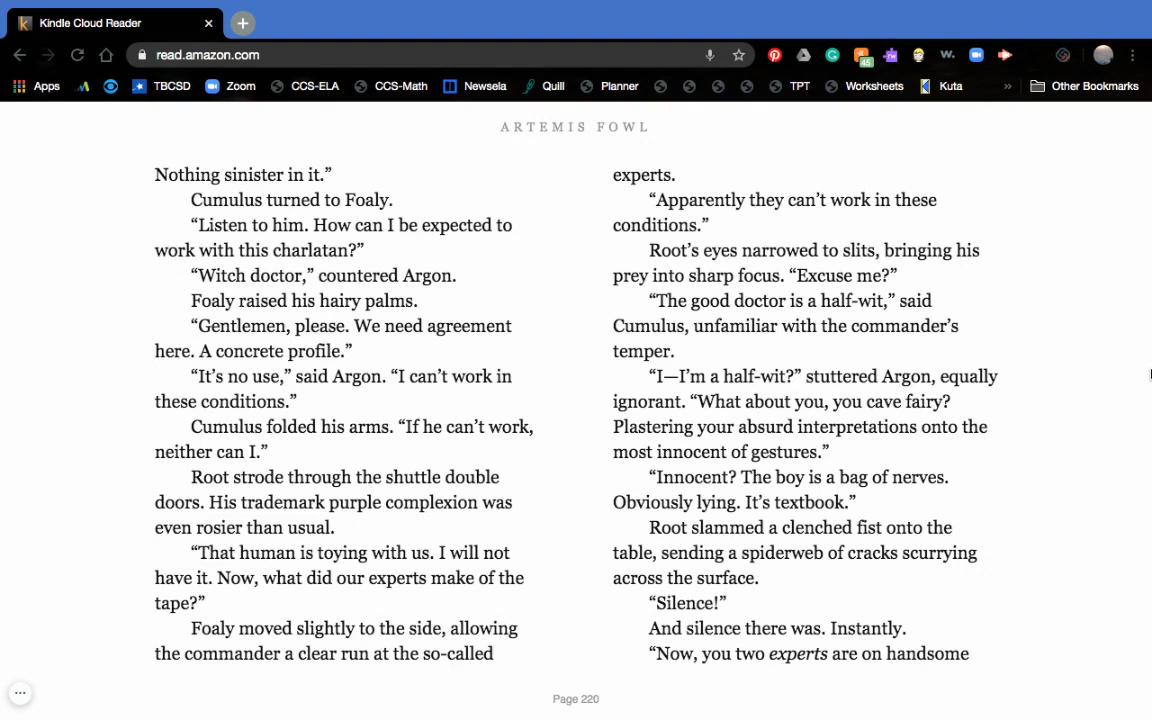 Kindle Cloud Reader
read.amazon.com
45
W.
Apps
TBCSD
Zoom
CCS-ELA
CCS-Math
Newsela
Quill
Planner
TPT
Worksheets
Kuta
»
Other Bookmarks
ARTEMIS FOWL
Nothing sinister in it.”
Cumulus turned to Foaly.
“Listen to him. How can I be expected to
work with this charlatan?”
“Witch doctor,” countered Argon.
Foaly raised his hairy palms.
“Gentlemen, please. We need agreement
here. A concrete profile.”
“It’s no use,” said Argon. “I can’t work in
these conditions.”
Cumulus folded his arms. “If he can’t work,
neither can I.”
Root strode through the shuttle double
doors. His trademark purple complexion was
even rosier than usual.
“That human is toying with us. I will not
have it. Now, what did our experts make of the
tape?”
Foaly moved slightly to the side, allowing
the commander a clear run at the so-called
experts.
“Apparently they can’t work in these
conditions.”
Root’s eyes narrowed to slits, bringing his
prey into sharp focus. “Excuse me?”
“The good doctor is a half-wit,” said
Cumulus, unfamiliar with the commander’s
temper.
“I—I’m a half-wit?” stuttered Argon, equally
ignorant. “What about you, you cave fairy?
Plastering your absurd interpretations onto the
most innocent of gestures.”
“Innocent? The boy is a bag of nerves.
Obviously lying. It’s textbook.”
Root slammed a clenched fist onto the
table, sending a spiderweb of cracks scurrying
across the surface.
“Silence!”
And silence there was. Instantly.
“Now, you two experts are on handsome
Page 220